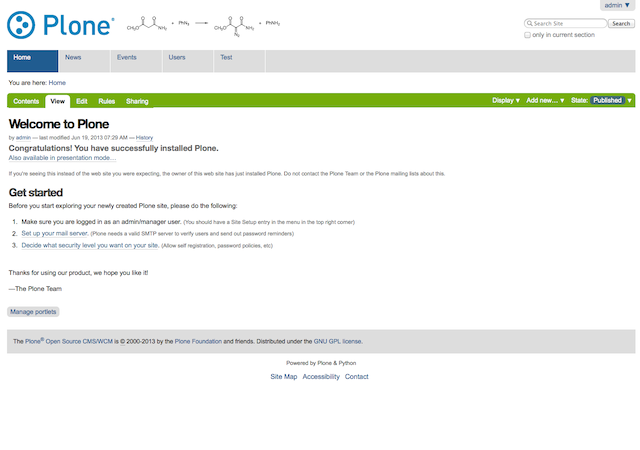 admin ▼
Plone®
CH₃O NH₂ + PhN₃ → CH₃O NH₂ + PhNH₂
O O O O
N₂
Search Site Search
only in current section
Home News Events Users Test
You are here: Home
Contents View Edit Rules Sharing Display ▼ Add new… ▼ State: Published ▼
Welcome to Plone
by admin — last modified Jun 19, 2013 07:29 AM — History
Congratulations! You have successfully installed Plone.
Also available in presentation mode…
If you're seeing this instead of the web site you were expecting, the owner of this web site has just installed Plone. Do not contact the Plone Team or the Plone mailing lists about this.
Get started
Before you start exploring your newly created Plone site, please do the following:
1. Make sure you are logged in as an admin/manager user. (You should have a Site Setup entry in the menu in the top right corner)
2. Set up your mail server. (Plone needs a valid SMTP server to verify users and send out password reminders)
3. Decide what security level you want on your site. (Allow self registration, password policies, etc)
Thanks for using our product, we hope you like it!
—The Plone Team
Manage portlets
The Plone® Open Source CMS/WCM is © 2000-2013 by the Plone Foundation and friends. Distributed under the GNU GPL license.
Powered by Plone & Python
Site Map Accessibility Contact